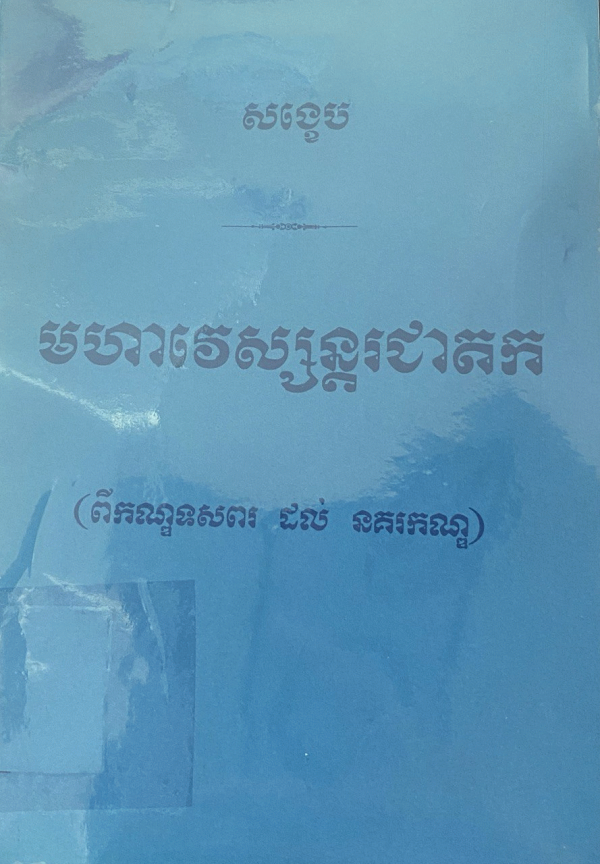 សង្ខេប
មហាវេស្សន្តរជាតក
(ពីកណ្ឌទសពរ ដល់ នគរកណ្ឌ)